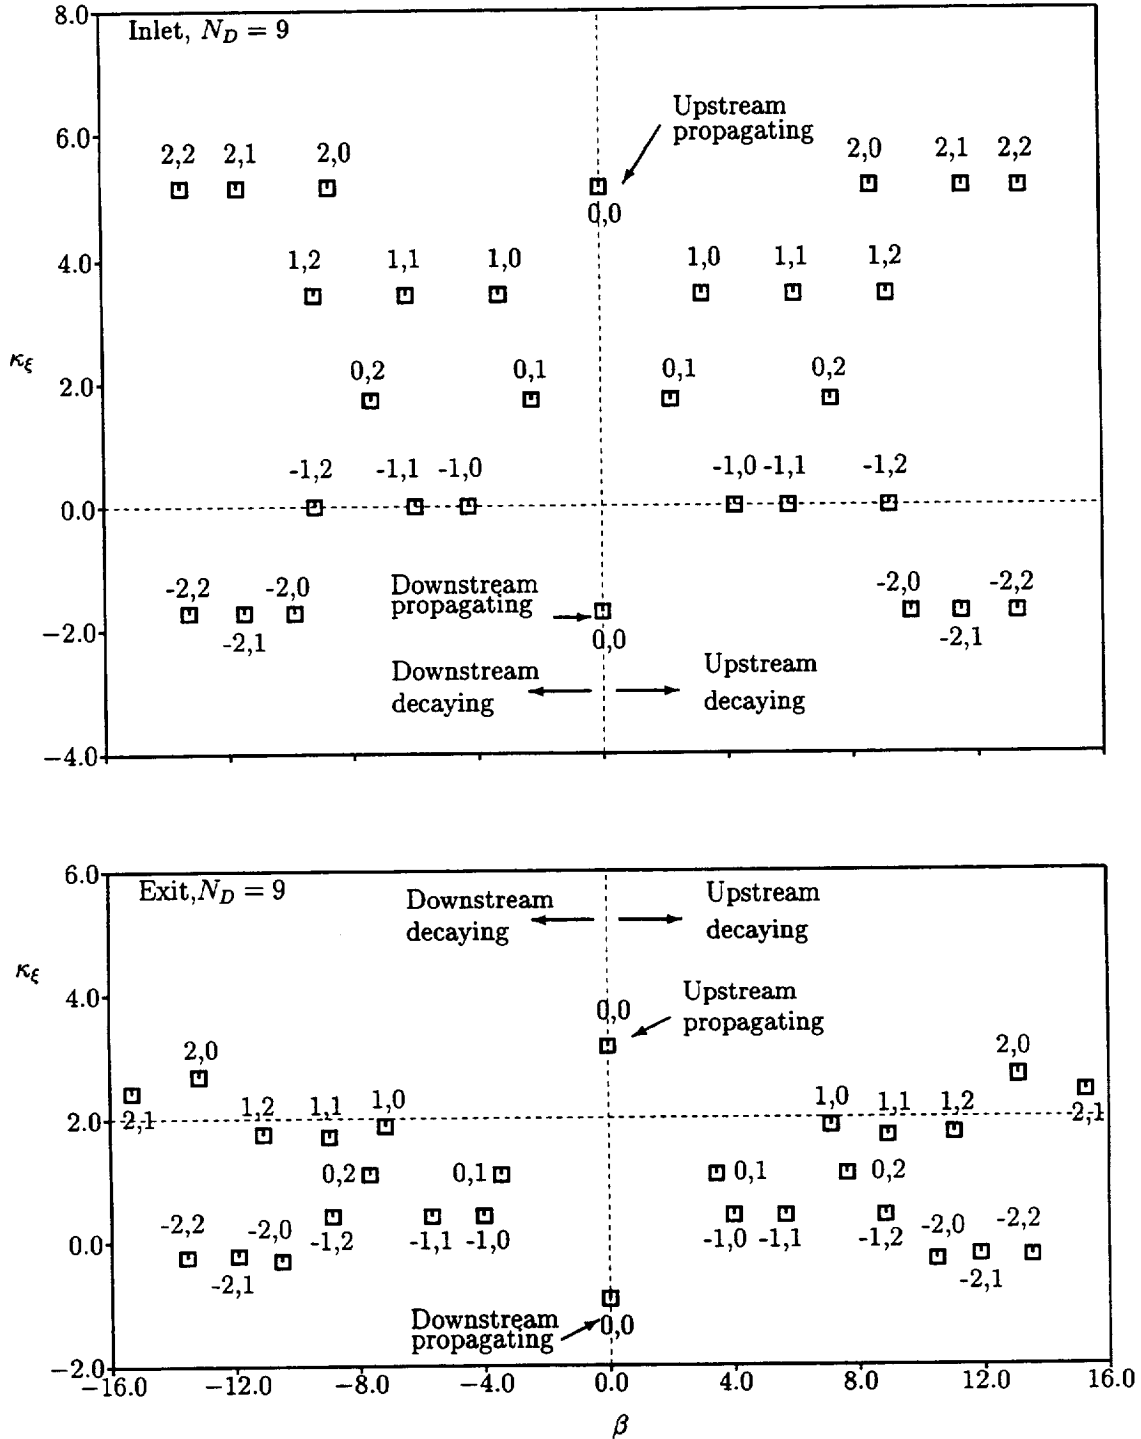 8.0
Inlet, N_D = 9
Upstream
propagating
6.0
2,2 2,1 2,0 2,0 2,1 2,2
0,0
4.0
1,2 1,1 1,0 1,0 1,1 1,2
κξ
0,2 0,1 0,1 0,2
2.0
-1,2 -1,1 -1,0 -1,0 -1,1 -1,2
0.0
-2,2 -2,0 Downstream -2,0 -2,2
propagating
−2.0
-2,1 0,0 -2,1
Downstream Upstream
decaying decaying
−4.0
6.0
Exit,N_D = 9
Downstream Upstream
decaying decaying
κξ
4.0
0,0 Upstream
propagating
2,0 2,0
1,2 1,1 1,0 1,0 1,1 1,2
2.0
2,1 2,1
0,2 0,1 0,1 0,2
-2,2 -2,0 -1,2 -1,1 -1,0 -1,0 -1,1 -1,2 -2,0 -2,2
0.0
-2,1 -2,1
Downstream
propagating 0,0
−2.0
−16.0 −12.0 −8.0 −4.0 0.0 4.0 8.0 12.0 16.0
β